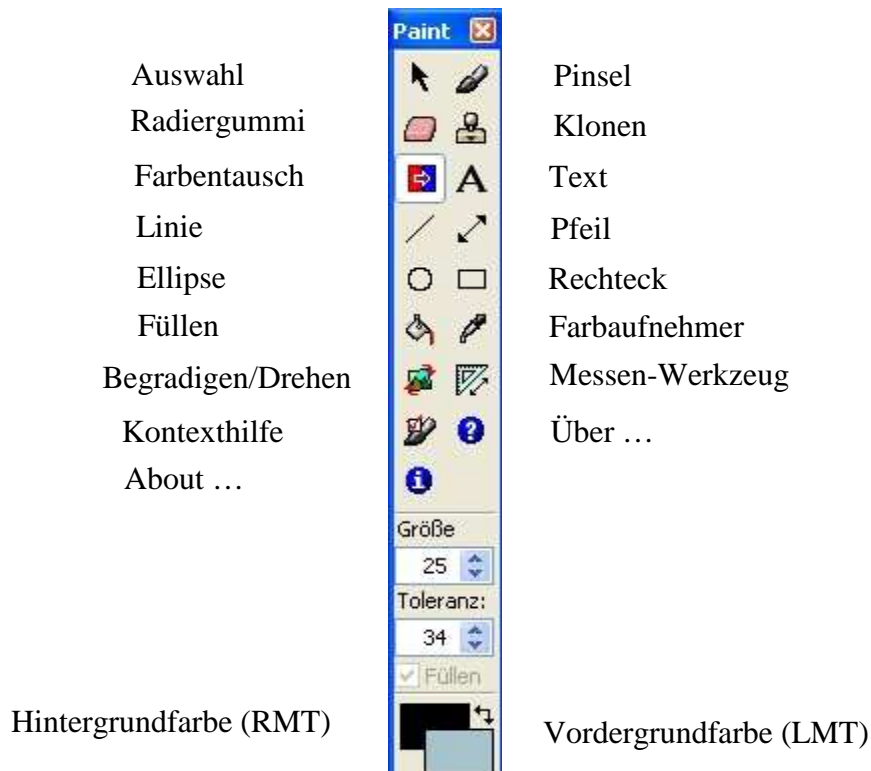 Paint
Auswahl Pinsel
Radiergummi Klonen
Farbentausch A Text
Linie Pfeil
Ellipse Rechteck
Füllen Farbaufnehmer
Begradigen/Drehen Messen-Werkzeug
Kontexthilfe ? Über …
About … i
Größe
25
Toleranz:
34
Füllen
Hintergrundfarbe (RMT) Vordergrundfarbe (LMT)